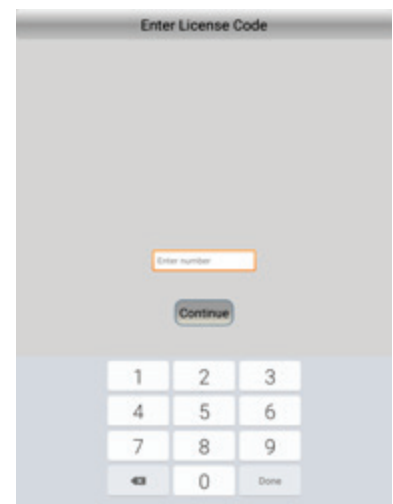 Enter License Code
Enter number
Continue
1 2 3
4 5 6
7 8 9
0 Done